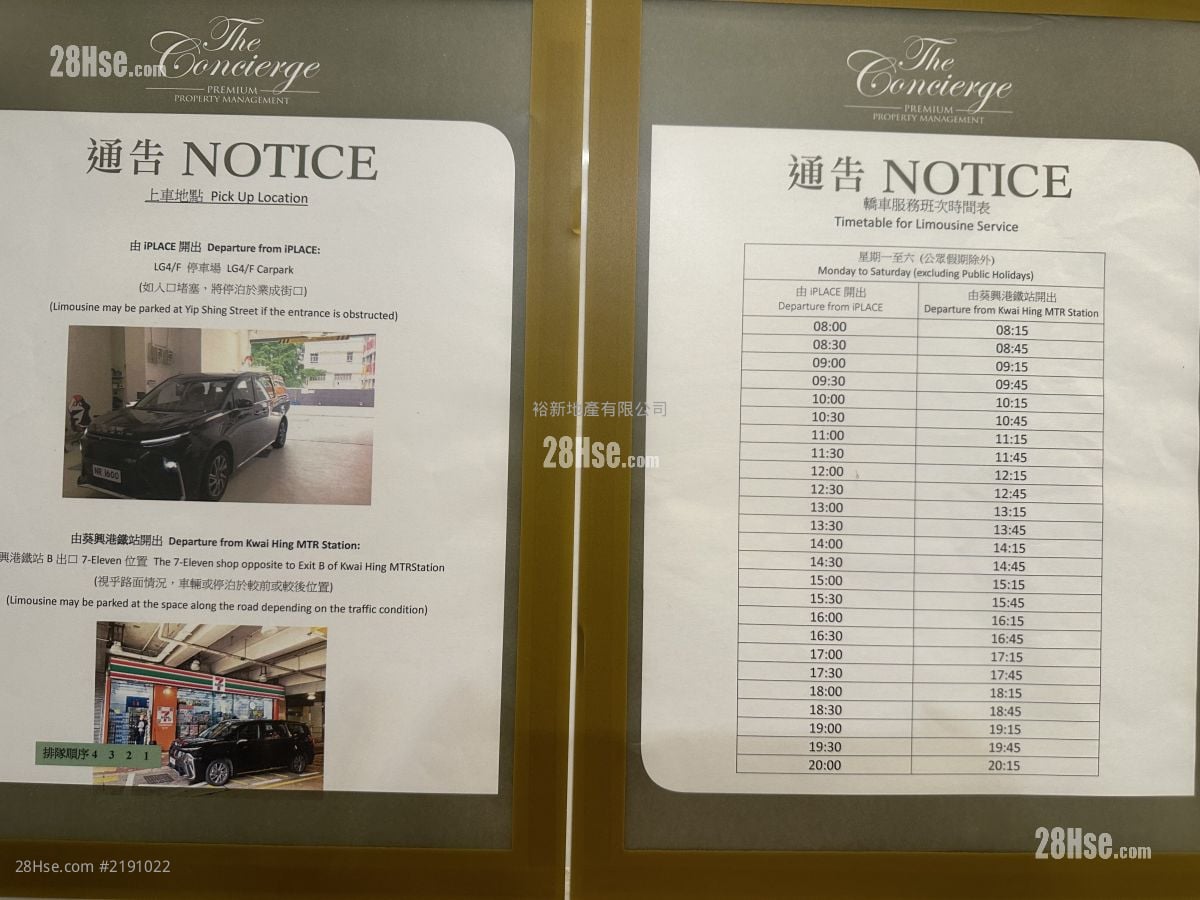 28Hse.com
The
Concierge
PREMIUM
PROPERTY MANAGEMENT
通告 NOTICE
上車地點 Pick Up Location
由 iPLACE 開出 Departure from iPLACE:
LG4/F 停車場 LG4/F Carpark
(如入口堵塞，將停泊於業成街口)
(Limousine may be parked at Yip Shing Street if the entrance is obstructed)
NR 1600
由葵興港鐵站開出 Departure from Kwai Hing MTR Station:
興港鐵站 B 出口 7-Eleven 位置 The 7-Eleven shop opposite to Exit B of Kwai Hing MTRStation
(視乎路面情況，車輛或停泊於較前或較後位置)
(Limousine may be parked at the space along the road depending on the traffic condition)
排隊順序 4 3 2 1
28Hse.com #2191022
裕新地產有限公司
28Hse.com
The
Concierge
PREMIUM
PROPERTY MANAGEMENT
通告 NOTICE
轎車服務班次時間表
Timetable for Limousine Service
星期一至六 (公眾假期除外)
Monday to Saturday (excluding Public Holidays)
由 iPLACE 開出 由葵興港鐵站開出
Departure from iPLACE Departure from Kwai Hing MTR Station
08:00 08:15
08:30 08:45
09:00 09:15
09:30 09:45
10:00 10:15
10:30 10:45
11:00 11:15
11:30 11:45
12:00 12:15
12:30 12:45
13:00 13:15
13:30 13:45
14:00 14:15
14:30 14:45
15:00 15:15
15:30 15:45
16:00 16:15
16:30 16:45
17:00 17:15
17:30 17:45
18:00 18:15
18:30 18:45
19:00 19:15
19:30 19:45
20:00 20:15
28Hse.com